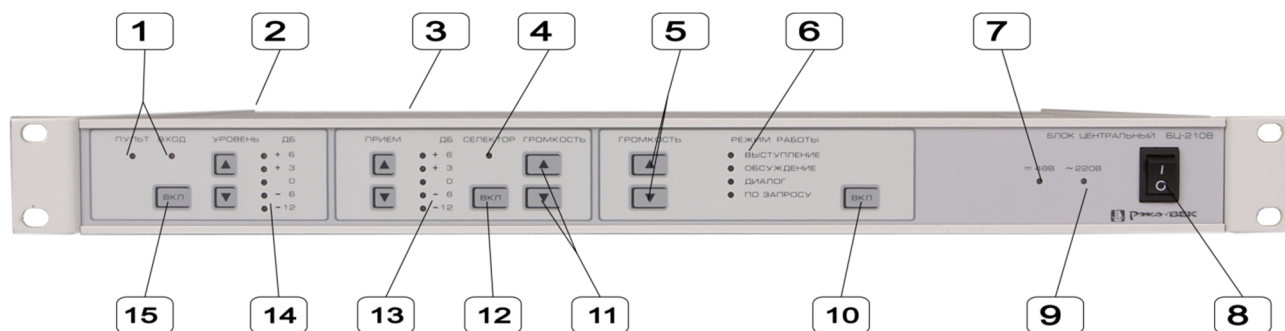 1 2 3 4 5 6 7
ПУЛЬТ ВХОД УРОВЕНЬ ДБ ПРИЕМ ДБ СЕЛЕКТОР ГРОМКОСТЬ ГРОМКОСТЬ РЕЖИМ РАБОТЫ БЛОК ЦЕНТРАЛЬНЫЙ БЦ-2108
+ 6 + 6 ВЫСТУПЛЕНИЕ
+ 3 + 3 ОБСУЖДЕНИЕ = 48В ~220В I
0 0 ДИАЛОГ O
ВКЛ - 6 - 6 ВКЛ ПО ЗАПРОСУ ВКЛ
-12 -12
15 14 13 12 11 10 9 8